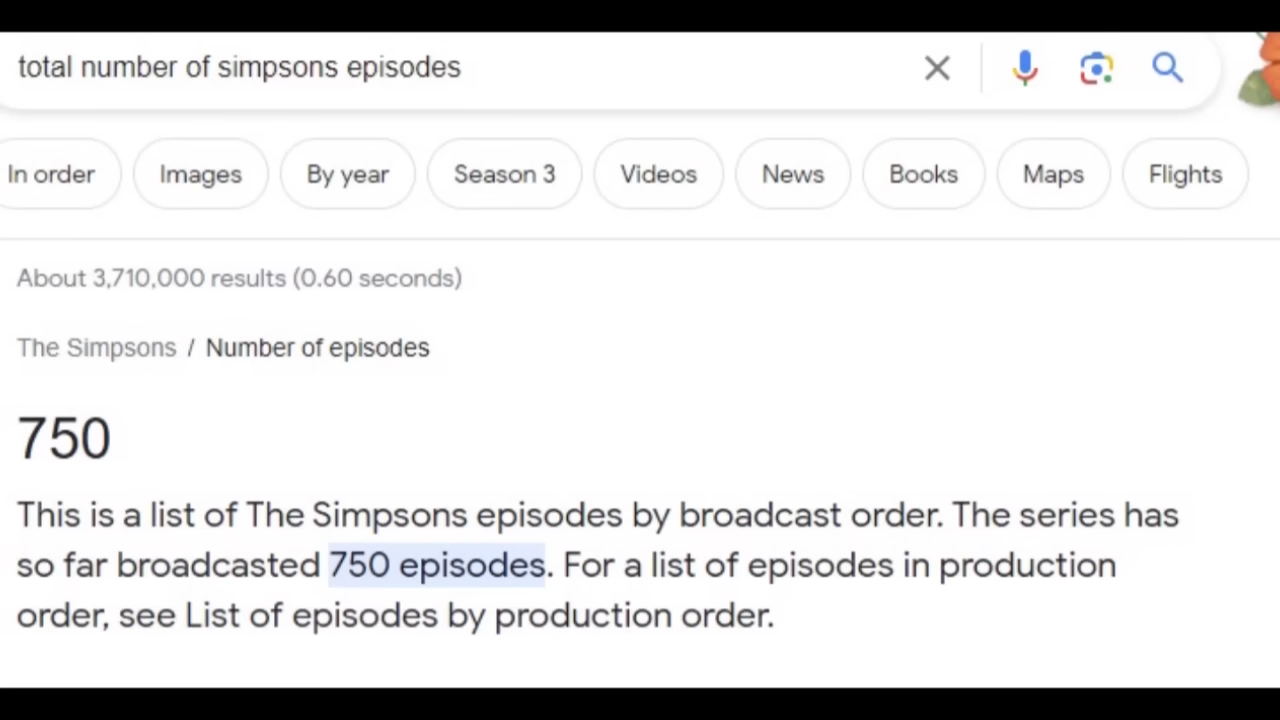 total number of simpsons episodes
In order Images By year Season 3 Videos News Books Maps Flights
About 3,710,000 results (0.60 seconds)
The Simpsons / Number of episodes
750
This is a list of The Simpsons episodes by broadcast order. The series has
so far broadcasted 750 episodes. For a list of episodes in production
order, see List of episodes by production order.